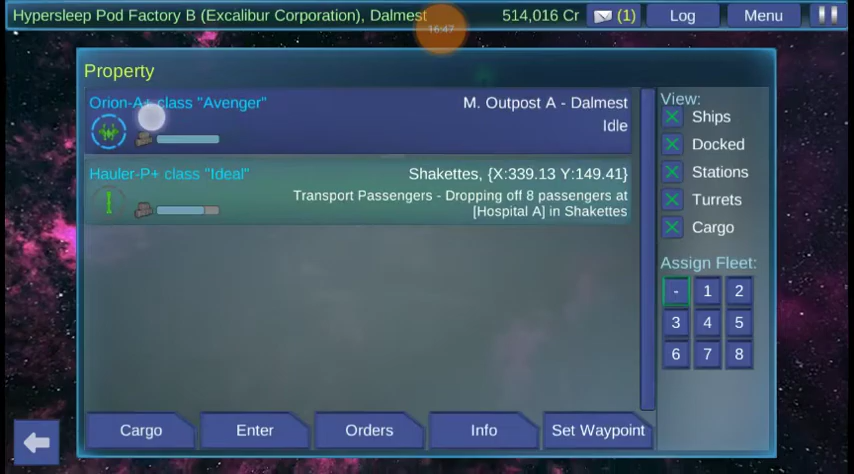 Hypersleep Pod Factory B (Excalibur Corporation), Dalmest
514,016 Cr
(1)
Log
Menu
16:47
Property
Orion-A+ class "Avenger"
M. Outpost A - Dalmest
Idle
Hauler-P+ class "Ideal"
Shakettes, {X:339.13 Y:149.41}
Transport Passengers - Dropping off 8 passengers at
[Hospital A] in Shakettes
View:
Ships
Docked
Stations
Turrets
Cargo
Assign Fleet:
- 1 2
3 4 5
6 7 8
Cargo
Enter
Orders
Info
Set Waypoint